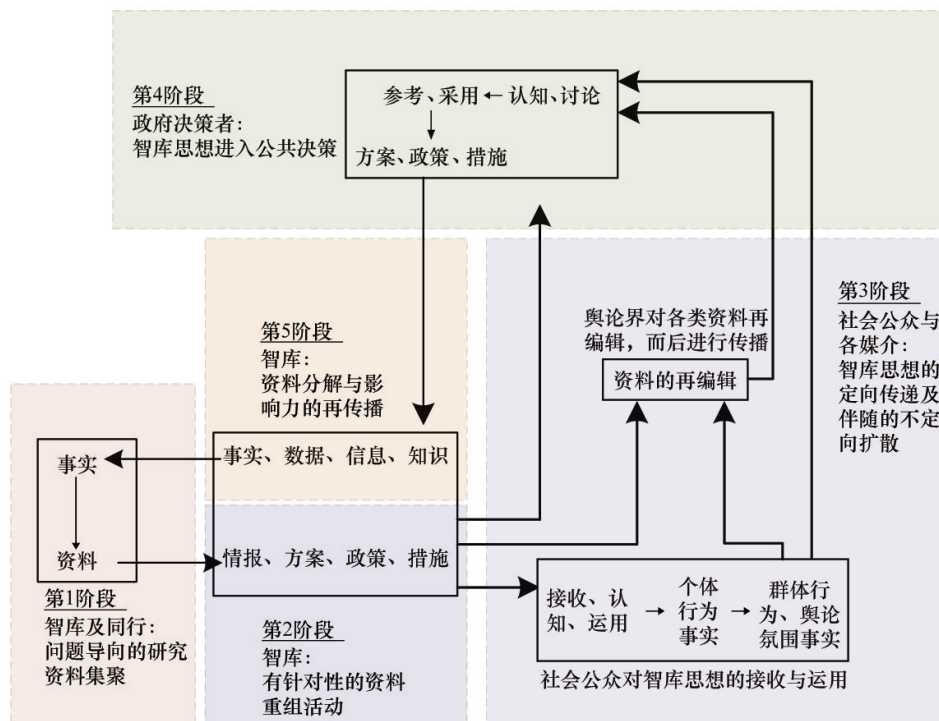 第4阶段
政府决策者：
智库思想进入公共决策
参考、采用 ← 认知、讨论
方案、政策、措施
第5阶段
智库：
资料分解与影
响力的再传播
事实、数据、信息、知识
情报、方案、政策、措施
第2阶段
智库：
有针对性的资料
重组活动
事实
资料
第1阶段
智库及同行：
问题导向的研究
资料集聚
舆论界对各类资料再
编辑，而后进行传播
资料的再编辑
第3阶段
社会公众与
各媒介：
智库思想的
定向传递及
伴随的不定
向扩散
接收、认
知、运用
个体
行为
事实
群体行
为、舆论
氛围事实
社会公众对智库思想的接收与运用